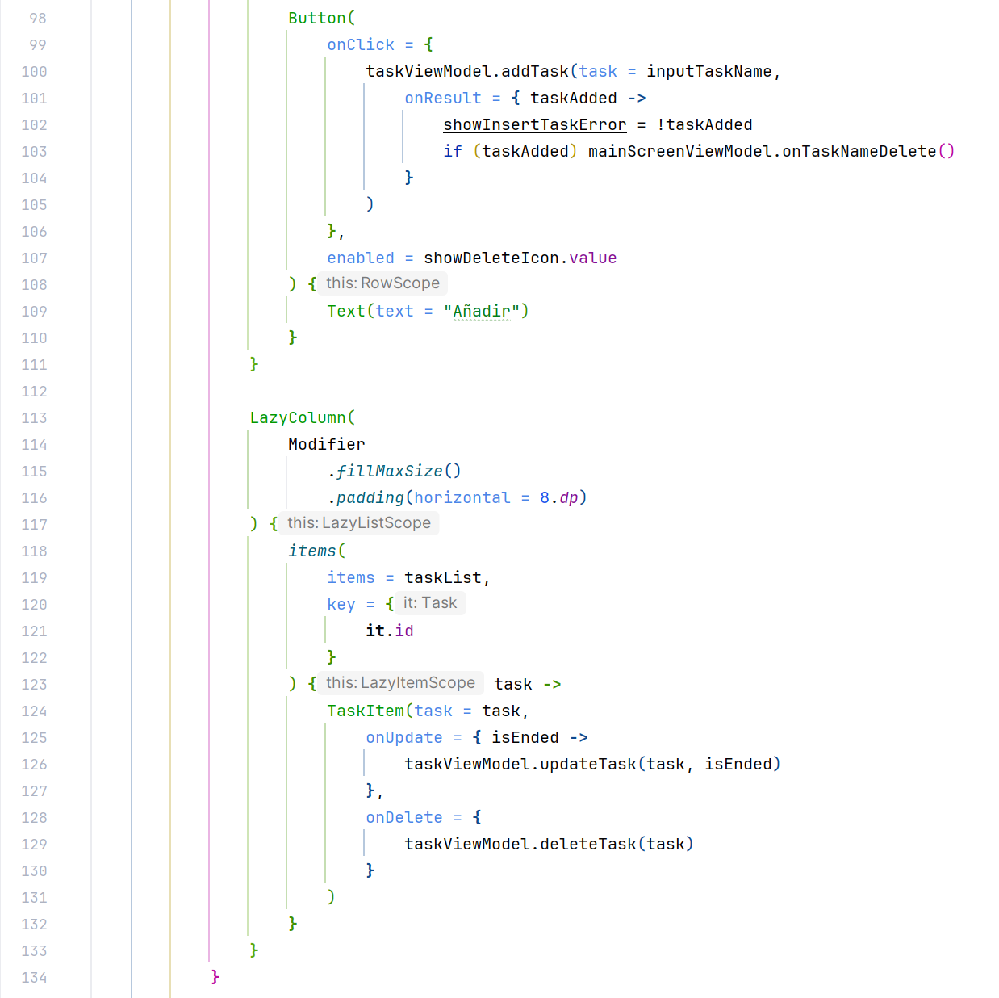 98 Button(
99 onClick = {
100 taskViewModel.addTask(task = inputTaskName,
101 onResult = { taskAdded ->
102 showInsertTaskError = !taskAdded
103 if (taskAdded) mainScreenViewModel.onTaskNameDelete()
104 }
105 )
106 },
107 enabled = showDeleteIcon.value
108 ) { this: RowScope
109 Text(text = "Añadir")
110 }
111 }
112
113 LazyColumn(
114 Modifier
115 .fillMaxSize()
116 .padding(horizontal = 8.dp)
117 ) { this: LazyListScope
118 items(
119 items = taskList,
120 key = { it: Task
121 it.id
122 }
123 ) { this: LazyItemScope task ->
124 TaskItem(task = task,
125 onUpdate = { isEnded ->
126 taskViewModel.updateTask(task, isEnded)
127 },
128 onDelete = {
129 taskViewModel.deleteTask(task)
130 }
131 )
132 }
133 }
134 }